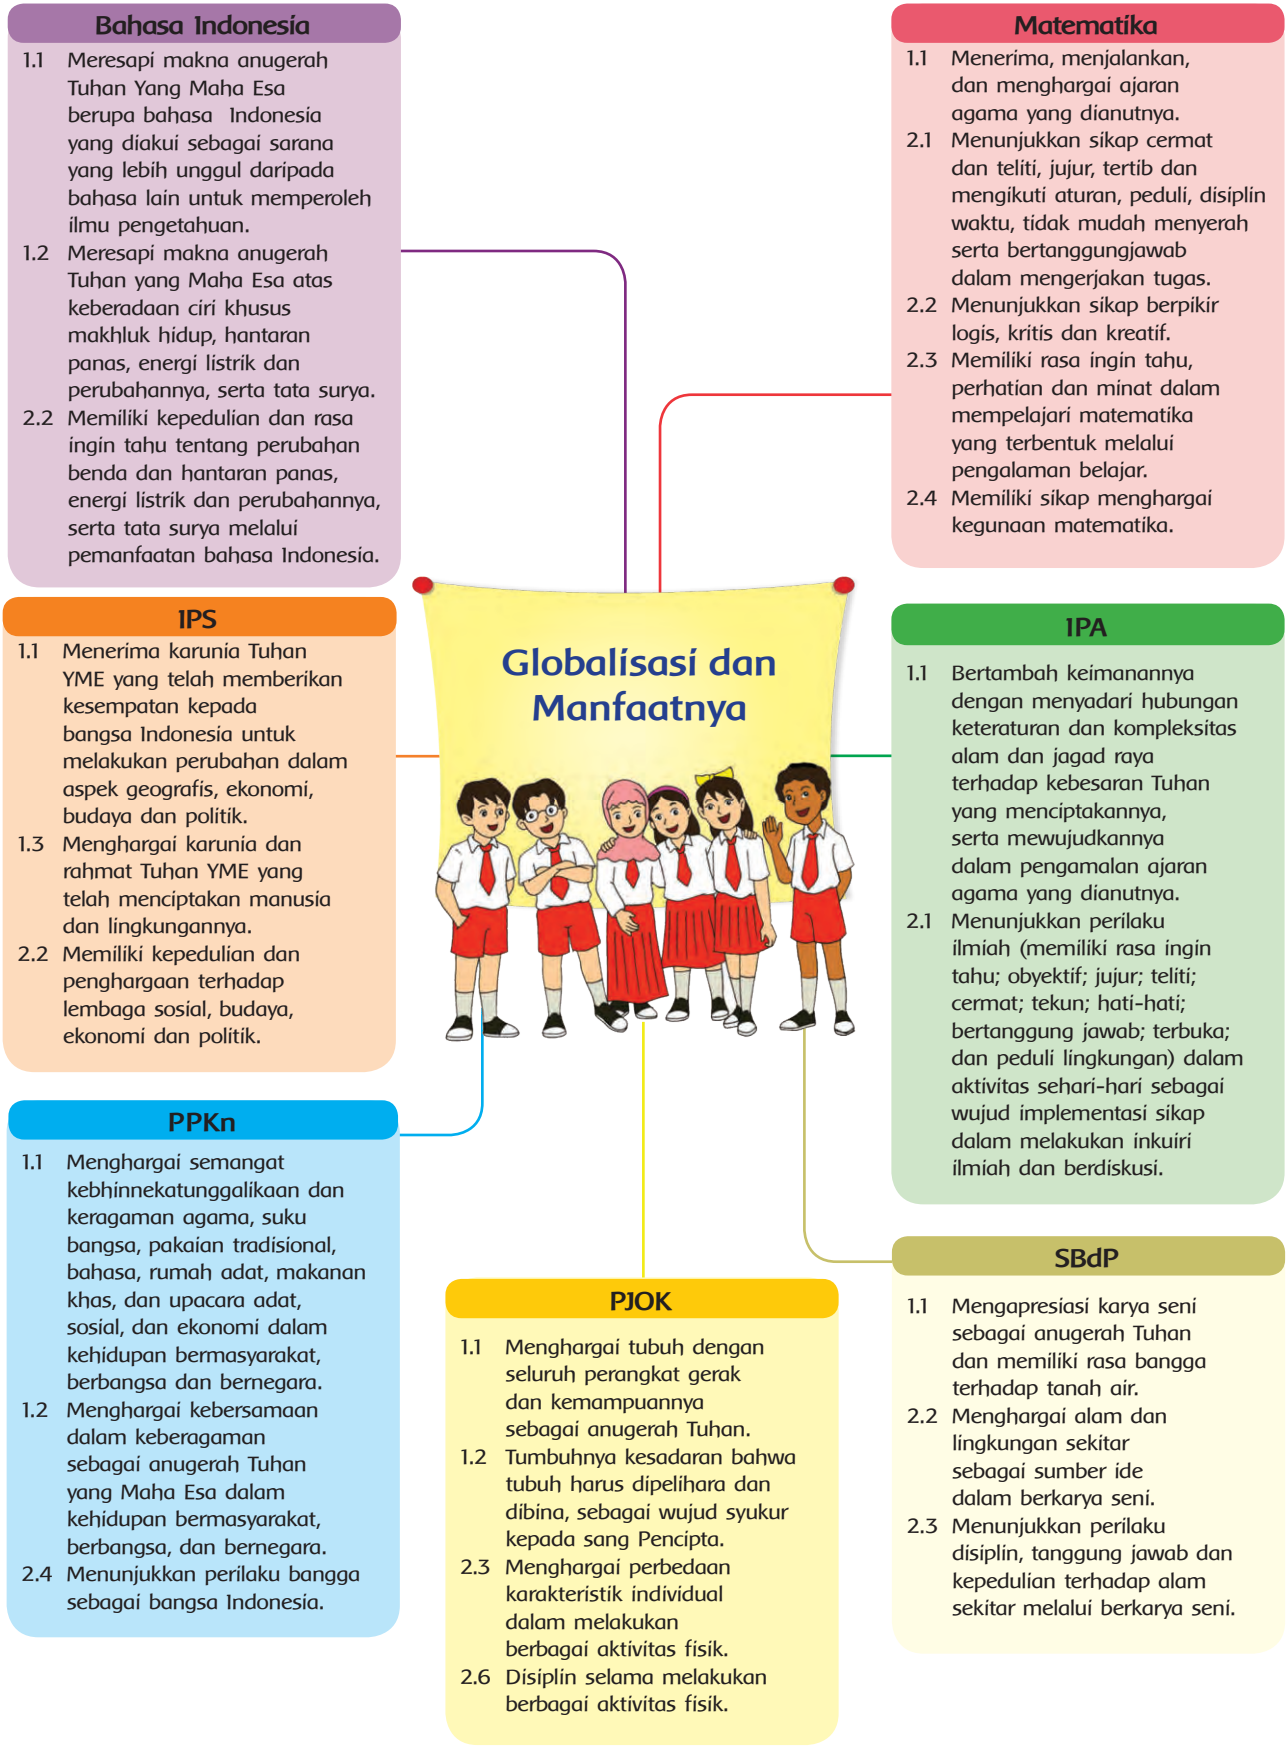 Bahasa Indonesia
1.1 Meresapi makna anugerah
Tuhan Yang Maha Esa
berupa bahasa Indonesia
yang diakui sebagai sarana
yang lebih unggul daripada
bahasa lain untuk memperoleh
ilmu pengetahuan.
1.2 Meresapi makna anugerah
Tuhan yang Maha Esa atas
keberadaan ciri khusus
makhluk hidup, hantaran
panas, energi listrik dan
perubahannya, serta tata surya.
2.2 Memiliki kepedulian dan rasa
ingin tahu tentang perubahan
benda dan hantaran panas,
energi listrik dan perubahannya,
serta tata surya melalui
pemanfaatan bahasa Indonesia.
Matematika
1.1 Menerima, menjalankan,
dan menghargai ajaran
agama yang dianutnya.
2.1 Menunjukkan sikap cermat
dan teliti, jujur, tertib dan
mengikuti aturan, peduli, disiplin
waktu, tidak mudah menyerah
serta bertanggungjawab
dalam mengerjakan tugas.
2.2 Menunjukkan sikap berpikir
logis, kritis dan kreatif.
2.3 Memiliki rasa ingin tahu,
perhatian dan minat dalam
mempelajari matematika
yang terbentuk melalui
pengalaman belajar.
2.4 Memiliki sikap menghargai
kegunaan matematika.
Globalisasi dan
Manfaatnya
IPS
1.1 Menerima karunia Tuhan
YME yang telah memberikan
kesempatan kepada
bangsa Indonesia untuk
melakukan perubahan dalam
aspek geografis, ekonomi,
budaya dan politik.
1.3 Menghargai karunia dan
rahmat Tuhan YME yang
telah menciptakan manusia
dan lingkungannya.
2.2 Memiliki kepedulian dan
penghargaan terhadap
lembaga sosial, budaya,
ekonomi dan politik.
IPA
1.1 Bertambah keimanannya
dengan menyadari hubungan
keteraturan dan kompleksitas
alam dan jagad raya
terhadap kebesaran Tuhan
yang menciptakannya,
serta mewujudkannya
dalam pengamalan ajaran
agama yang dianutnya.
2.1 Menunjukkan perilaku
ilmiah (memiliki rasa ingin
tahu; obyektif; jujur; teliti;
cermat; tekun; hati-hati;
bertanggung jawab; terbuka;
dan peduli lingkungan) dalam
aktivitas sehari-hari sebagai
wujud implementasi sikap
dalam melakukan inkuiri
ilmiah dan berdiskusi.
PPKn
1.1 Menghargai semangat
kebhinnekatunggalikaan dan
keragaman agama, suku
bangsa, pakaian tradisional,
bahasa, rumah adat, makanan
khas, dan upacara adat,
sosial, dan ekonomi dalam
kehidupan bermasyarakat,
berbangsa dan bernegara.
1.2 Menghargai kebersamaan
dalam keberagaman
sebagai anugerah Tuhan
yang Maha Esa dalam
kehidupan bermasyarakat,
berbangsa, dan bernegara.
2.4 Menunjukkan perilaku bangga
sebagai bangsa Indonesia.
PJOK
1.1 Menghargai tubuh dengan
seluruh perangkat gerak
dan kemampuannya
sebagai anugerah Tuhan.
1.2 Tumbuhnya kesadaran bahwa
tubuh harus dipelihara dan
dibina, sebagai wujud syukur
kepada sang Pencipta.
2.3 Menghargai perbedaan
karakteristik individual
dalam melakukan
berbagai aktivitas fisik.
2.6 Disiplin selama melakukan
berbagai aktivitas fisik.
SBdP
1.1 Mengapresiasi karya seni
sebagai anugerah Tuhan
dan memiliki rasa bangga
terhadap tanah air.
2.2 Menghargai alam dan
lingkungan sekitar
sebagai sumber ide
dalam berkarya seni.
2.3 Menunjukkan perilaku
disiplin, tanggung jawab dan
kepedulian terhadap alam
sekitar melalui berkarya seni.